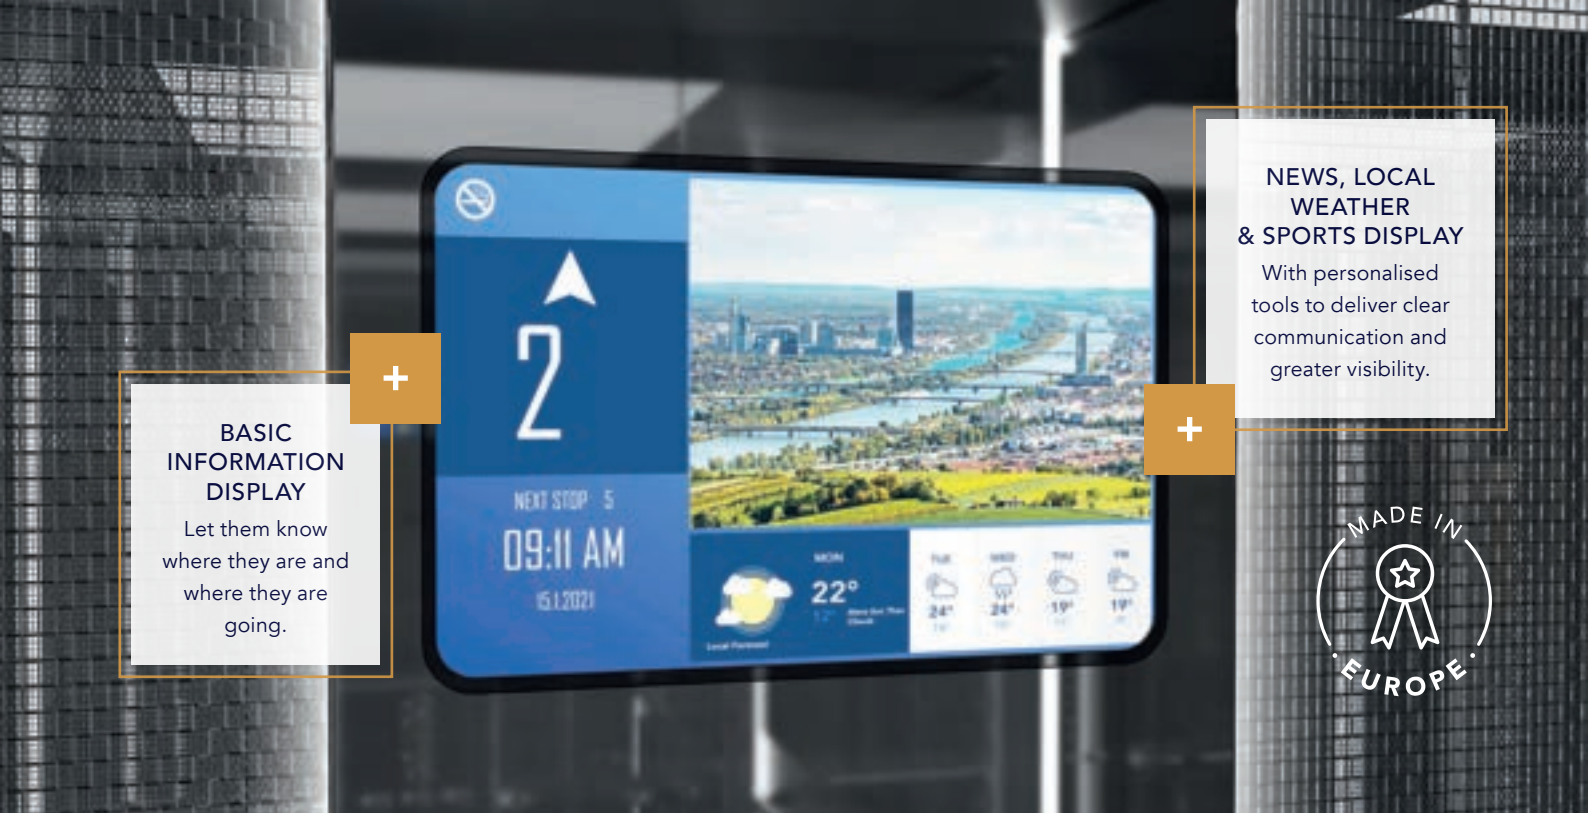 NEWS, LOCAL
WEATHER
& SPORTS DISPLAY
With personalised
tools to deliver clear
communication and
greater visibility.
BASIC
INFORMATION
DISPLAY
Let them know
where they are and
where they are
going.
2
NEXT STOP 5
09:11 AM
15.1.2021
MON
22°
Local Forecast
TUE WED THU FRI
24° 24° 19° 19°
MADE IN
EUROPE